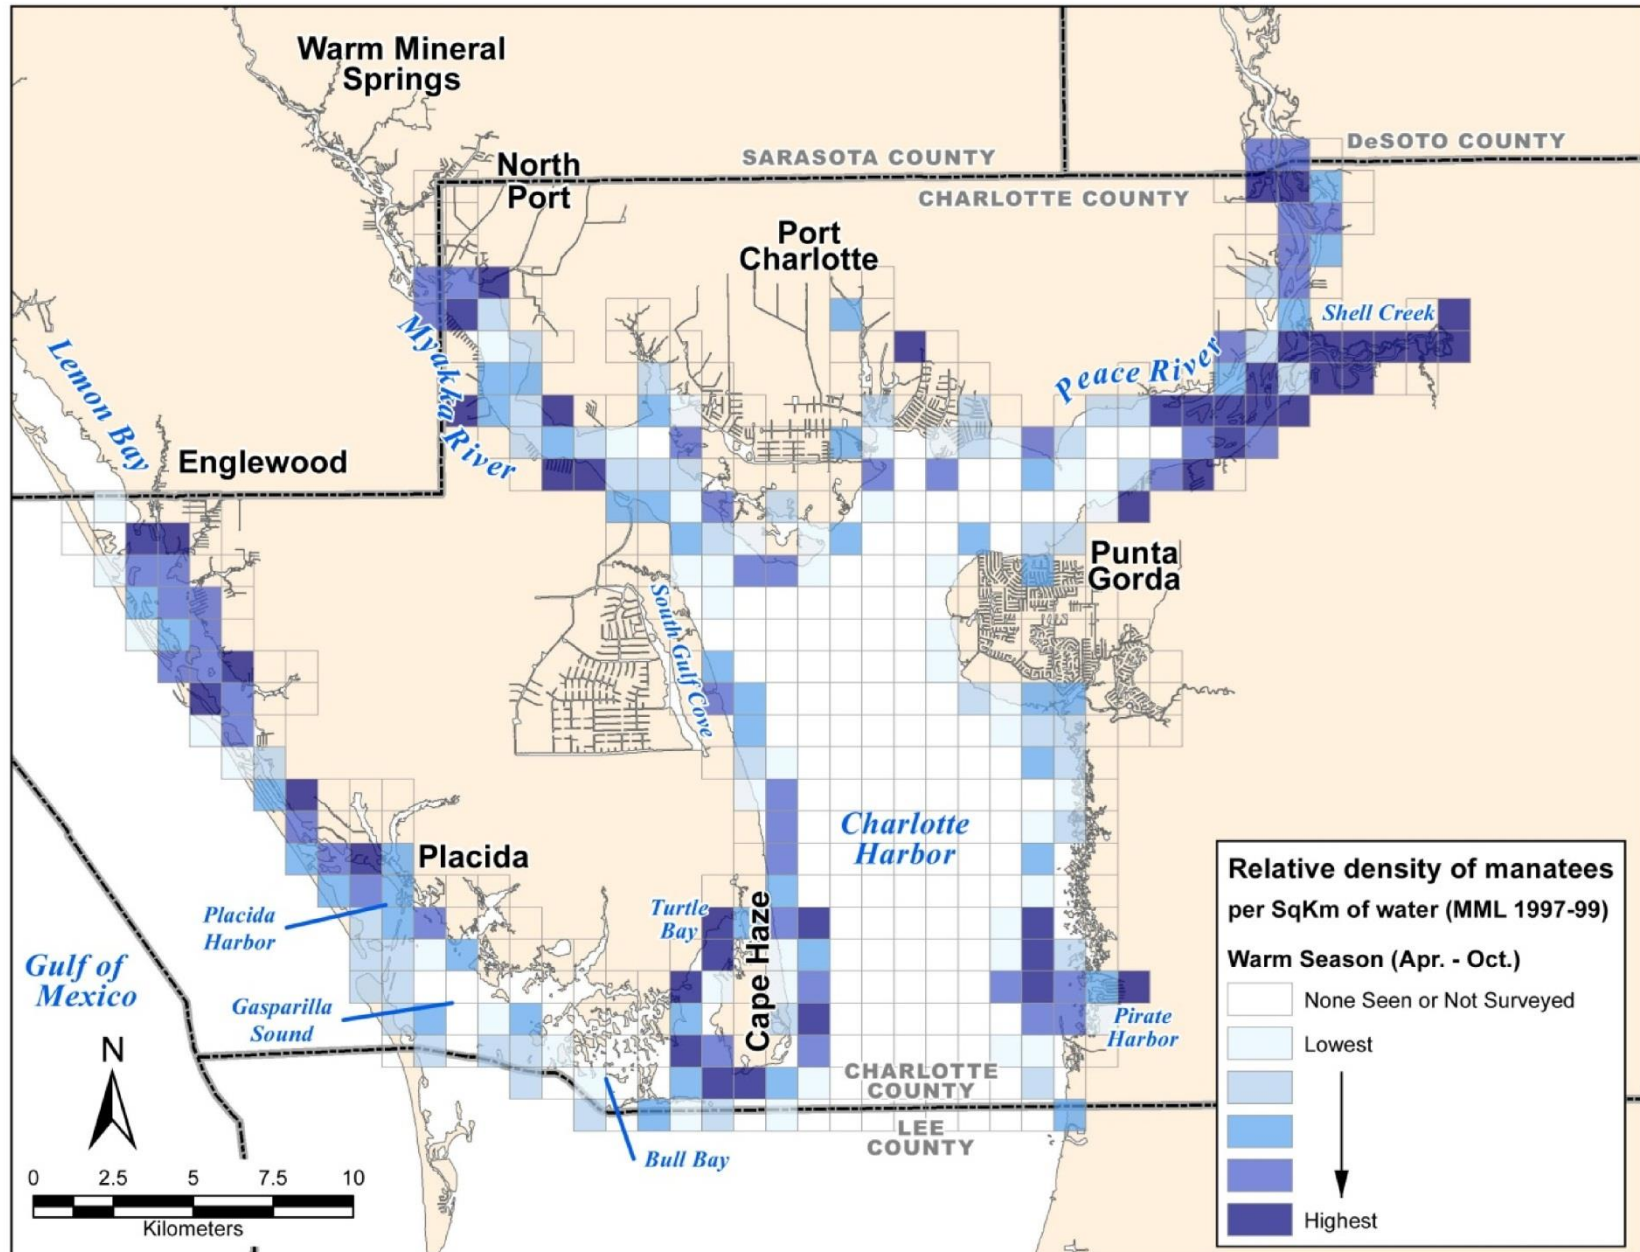 Warm Mineral
Springs
North
Port
SARASOTA COUNTY
DeSOTO COUNTY
CHARLOTTE COUNTY
Port
Charlotte
Shell Creek
Myakka River
Peace River
Lemon Bay
Englewood
Punta
Gorda
South Gulf Cove
Charlotte
Harbor
Placida
Placida
Harbor
Turtle
Bay
Cape Haze
Gulf of
Mexico
Gasparilla
Sound
Pirate
Harbor
N
CHARLOTTE
COUNTY
LEE
COUNTY
Bull Bay
0 2.5 5 7.5 10
Kilometers
Relative density of manatees
per SqKm of water (MML 1997-99)
Warm Season (Apr. - Oct.)
None Seen or Not Surveyed
Lowest
Highest